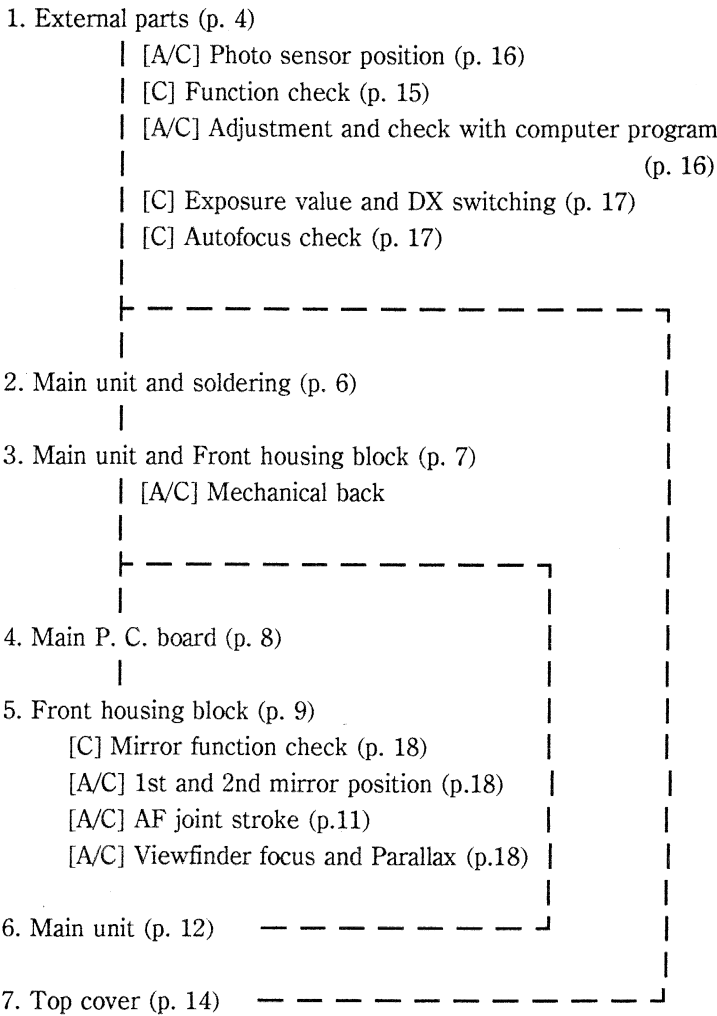 1. External parts (p. 4)
[A/C] Photo sensor position (p. 16)
[C] Function check (p. 15)
[A/C] Adjustment and check with computer program
(p. 16)
[C] Exposure value and DX switching (p. 17)
[C] Autofocus check (p. 17)
2. Main unit and soldering (p. 6)
3. Main unit and Front housing block (p. 7)
[A/C] Mechanical back
4. Main P. C. board (p. 8)
5. Front housing block (p. 9)
[C] Mirror function check (p. 18)
[A/C] 1st and 2nd mirror position (p.18)
[A/C] AF joint stroke (p.11)
[A/C] Viewfinder focus and Parallax (p.18)
6. Main unit (p. 12)
7. Top cover (p. 14)